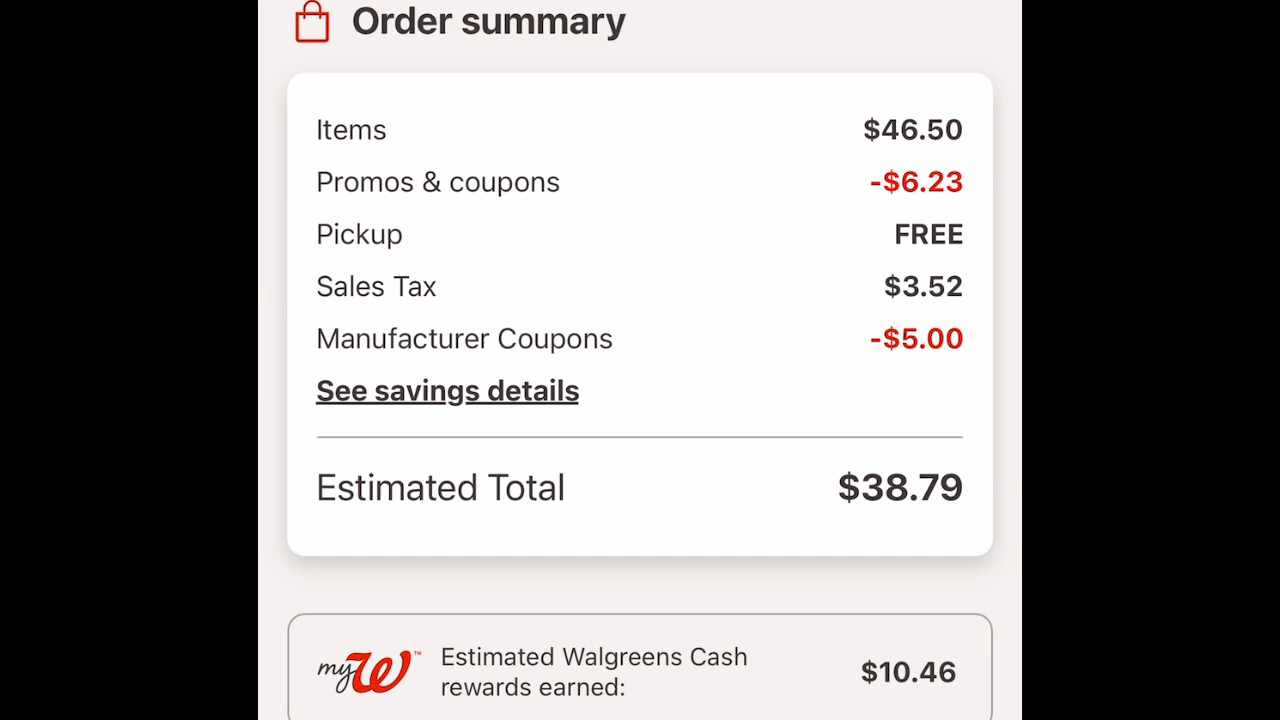 Order summary
Items $46.50
Promos & coupons -$6.23
Pickup FREE
Sales Tax $3.52
Manufacturer Coupons -$5.00
See savings details
Estimated Total $38.79
myW™ Estimated Walgreens Cash
rewards earned: $10.46